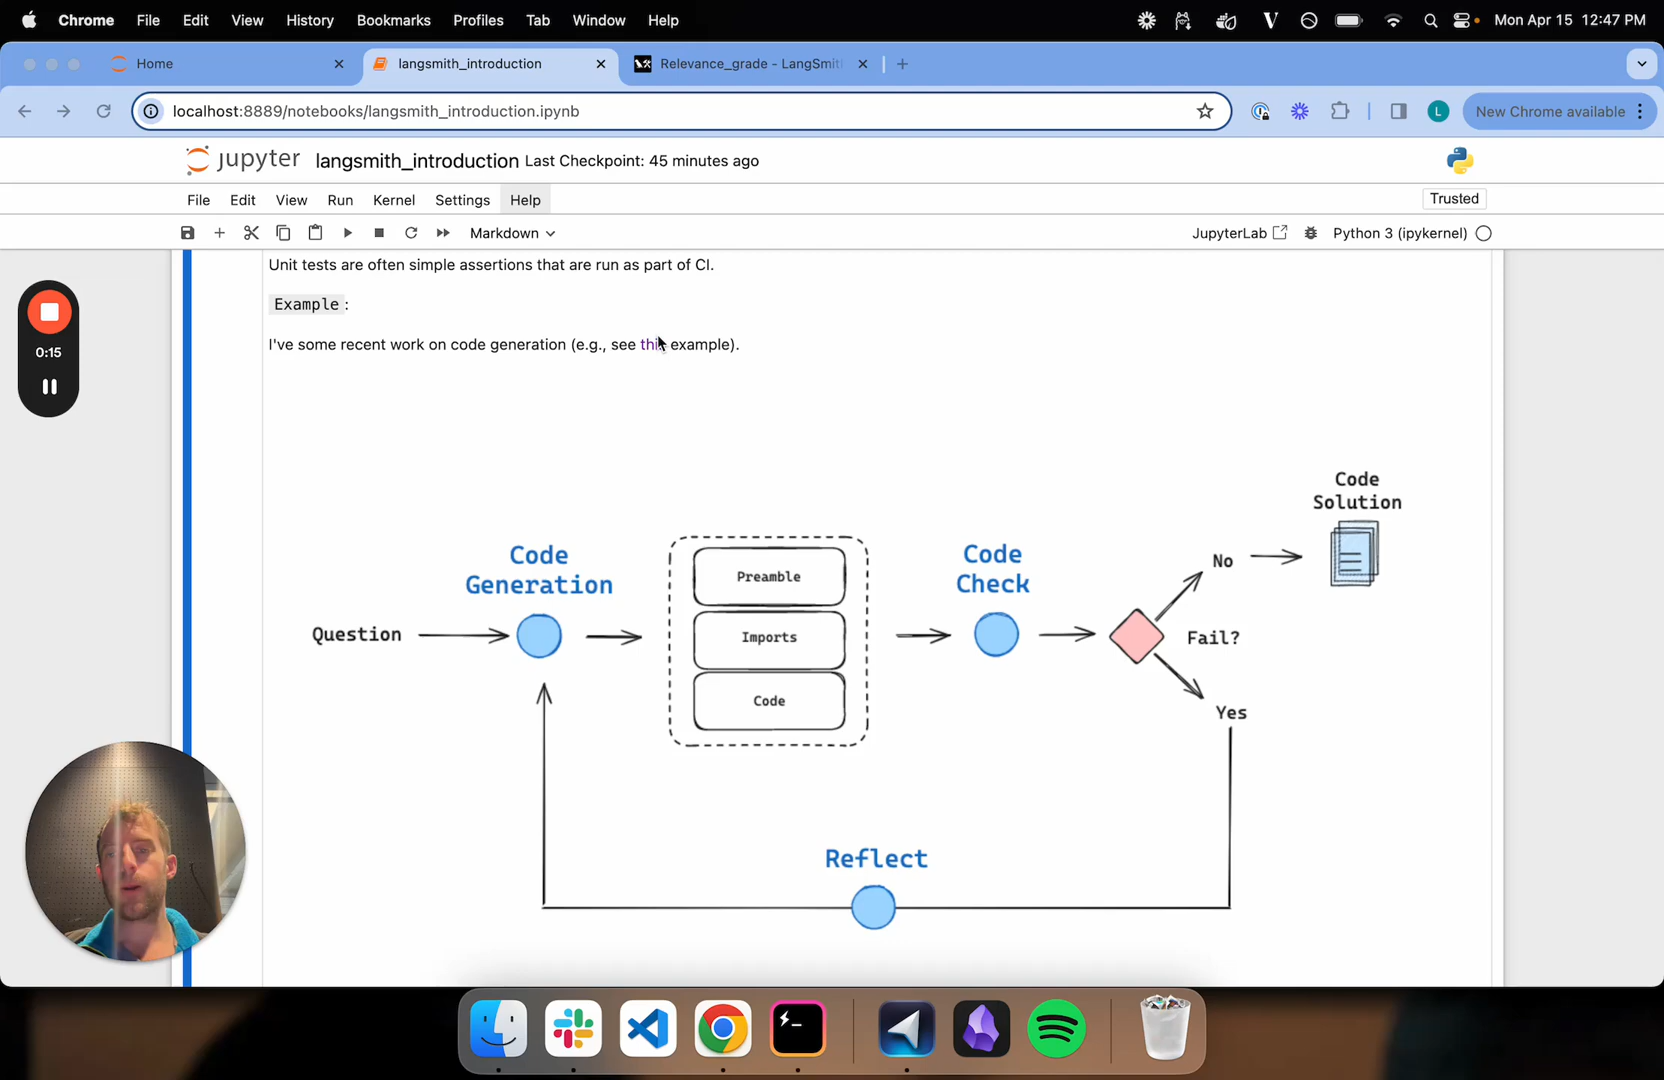 Chrome File Edit View History Bookmarks Profiles Tab Window Help Mon Apr 15 12:47 PM
Home langsmith_introduction Relevance_grade - LangSmit
localhost:8889/notebooks/langsmith_introduction.ipynb L New Chrome available
jupyter langsmith_introduction Last Checkpoint: 45 minutes ago
File Edit View Run Kernel Settings Help Trusted
Markdown JupyterLab Python 3 (ipykernel)
Unit tests are often simple assertions that are run as part of CI.
Example:
0:15
I've some recent work on code generation (e.g., see this example).
Code
Solution
Code
Generation
Preamble
Imports
Code
Code
Check
No
Question
Fail?
Yes
Reflect